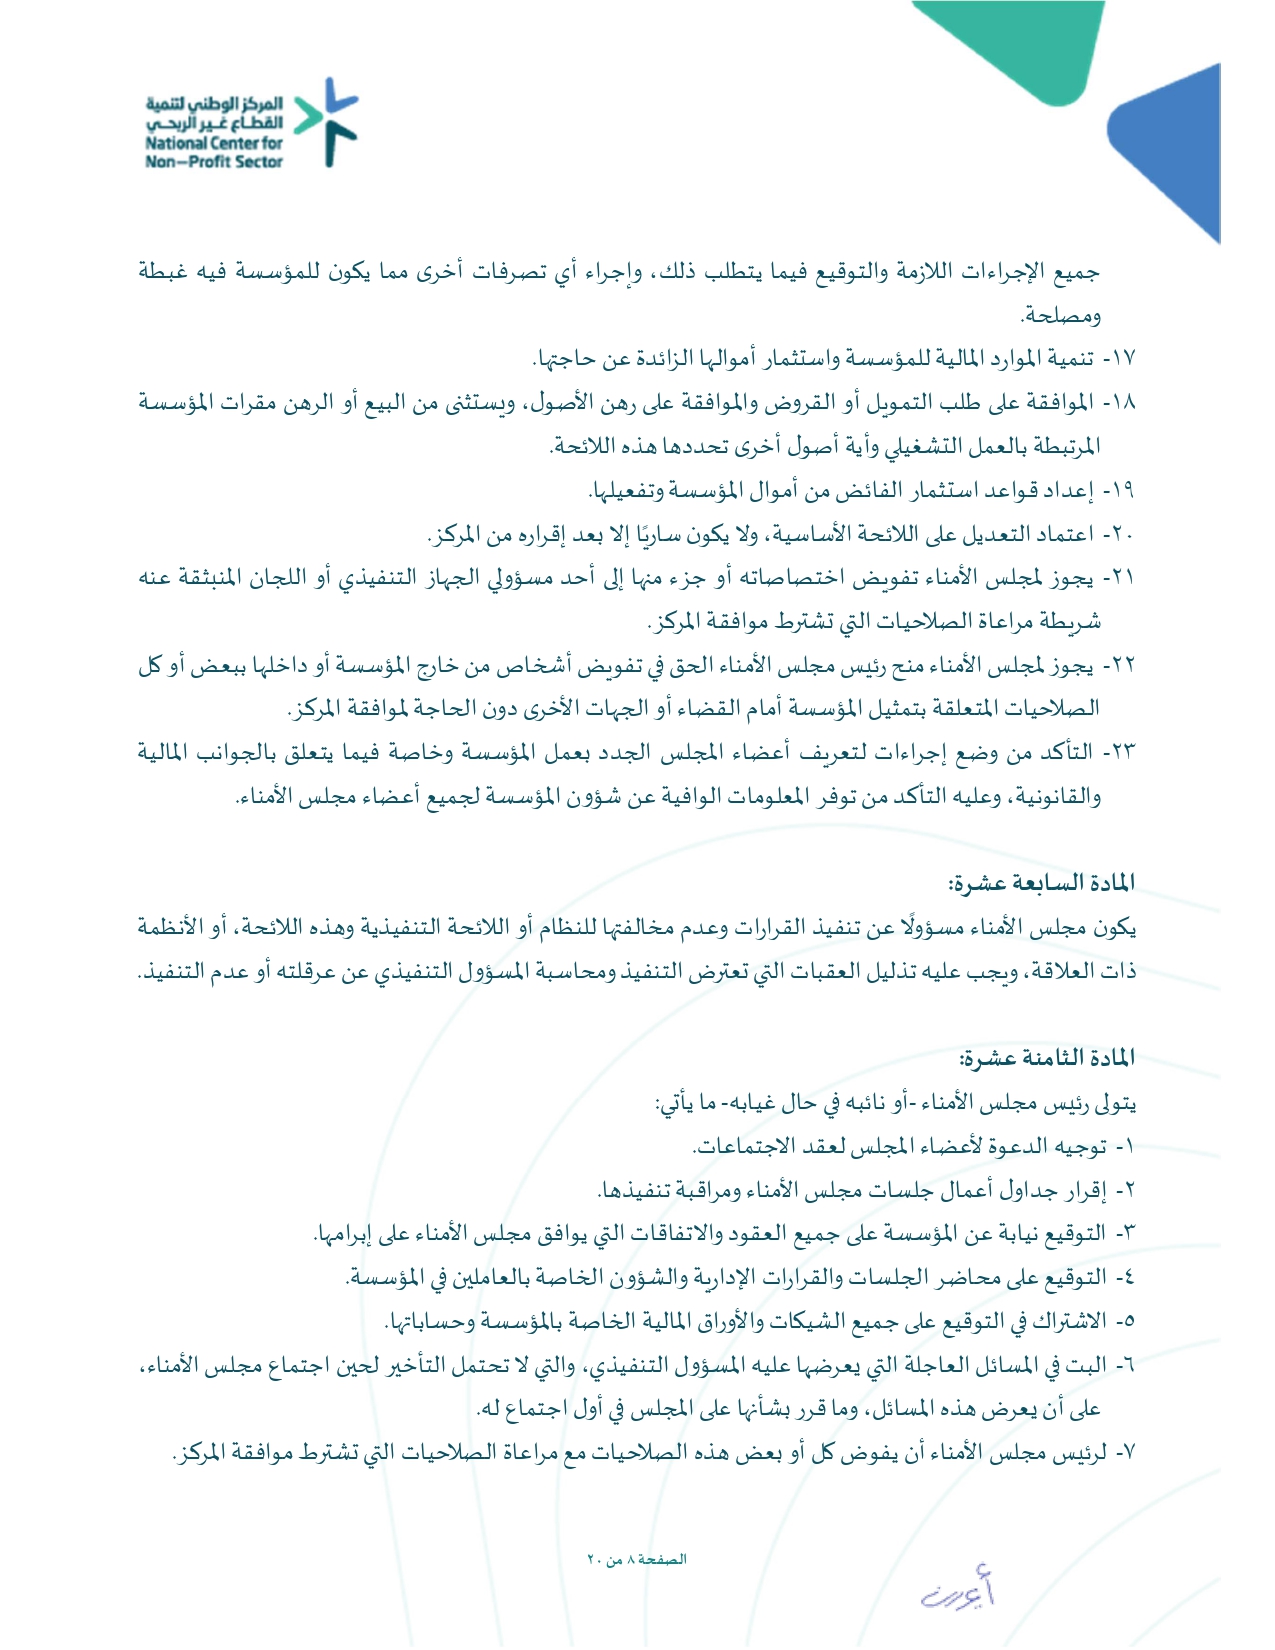 المركز الوطني لتنمية
القطاع غير الربحي
National Center for
Non-Profit Sector
جميع الإجراءات اللازمة والتوقيع فيما يتطلب ذلك، وإجراء أي تصرفات أخرى مما يكون للمؤسسة فيه غبطة
ومصلحة.
١٧- تنمية الموارد المالية للمؤسسة واستثمار أموالها الزائدة عن حاجتها.
١٨- الموافقة على طلب التمويل أو القروض والموافقة على رهن الأصول، ويستثنى من البيع أو الرهن مقرات المؤسسة
المرتبطة بالعمل التشغيلي وأية أصول أخرى تحددها هذه اللائحة.
١٩- إعداد قواعد استثمار الفائض من أموال المؤسسة وتفعيلها.
٢٠- اعتماد التعديل على اللائحة الأساسية، ولا يكون ساريًا إلا بعد إقراره من المركز.
٢١- يجوز لمجلس الأمناء تفويض اختصاصاته أو جزء منها إلى أحد مسؤولي الجهاز التنفيذي أو اللجان المنبثقة عنه
شريطة مراعاة الصلاحيات التي تشترط موافقة المركز.
٢٢- يجوز لمجلس الأمناء منح رئيس مجلس الأمناء الحق في تفويض أشخاص من خارج المؤسسة أو داخلها ببعض أو كل
الصلاحيات المتعلقة بتمثيل المؤسسة أمام القضاء أو الجهات الأخرى دون الحاجة لموافقة المركز.
٢٣- التأكد من وضع إجراءات لتعريف أعضاء المجلس الجدد بعمل المؤسسة وخاصة فيما يتعلق بالجوانب المالية
والقانونية، وعليه التأكد من توفر المعلومات الوافية عن شؤون المؤسسة لجميع أعضاء مجلس الأمناء.
المادة السابعة عشرة:
يكون مجلس الأمناء مسؤولًا عن تنفيذ القرارات وعدم مخالفتها للنظام أو اللائحة التنفيذية وهذه اللائحة، أو الأنظمة
ذات العلاقة، ويجب عليه تذليل العقبات التي تعترض التنفيذ ومحاسبة المسؤول التنفيذي عن عرقلته أو عدم التنفيذ.
المادة الثامنة عشرة:
يتولى رئيس مجلس الأمناء -أو نائبه في حال غيابه- ما يأتي:
١- توجيه الدعوة لأعضاء المجلس لعقد الاجتماعات.
٢- إقرار جداول أعمال جلسات مجلس الأمناء ومراقبة تنفيذها.
٣- التوقيع نيابة عن المؤسسة على جميع العقود والاتفاقات التي يوافق مجلس الأمناء على إبرامها.
٤- التوقيع على محاضر الجلسات والقرارات الإدارية والشؤون الخاصة بالعاملين في المؤسسة.
٥- الاشتراك في التوقيع على جميع الشيكات والأوراق المالية الخاصة بالمؤسسة وحساباتها.
٦- البت في المسائل العاجلة التي يعرضها عليه المسؤول التنفيذي، والتي لا تحتمل التأخير لحين اجتماع مجلس الأمناء،
على أن يعرض هذه المسائل، وما قرر بشأنها على المجلس في أول اجتماع له.
٧- لرئيس مجلس الأمناء أن يفوض كل أو بعض هذه الصلاحيات مع مراعاة الصلاحيات التي تشترط موافقة المركز.
الصفحة ٨ من ٢٠